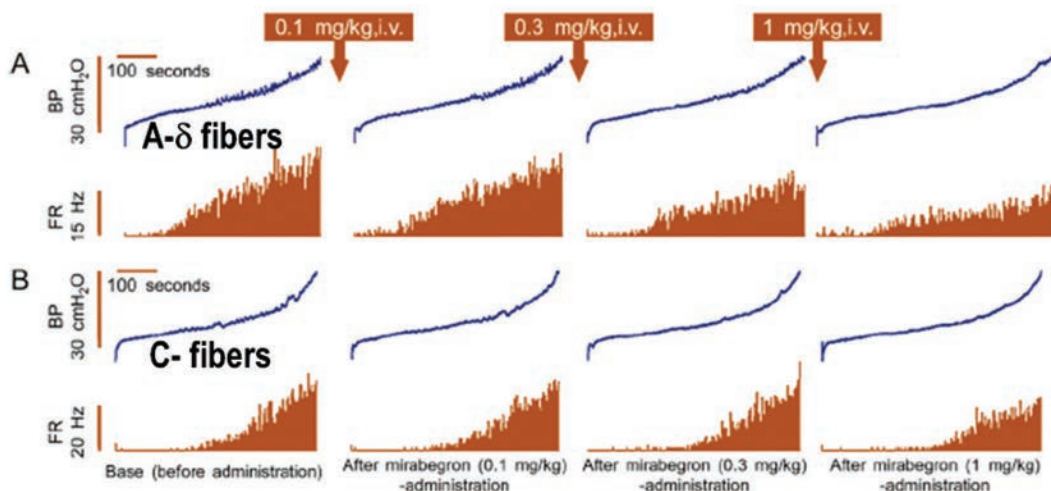 0.1 mg/kg,i.v.
0.3 mg/kg,i.v.
1 mg/kg,i.v.
A
100 seconds
BP
30 cmH₂O
A-δ fibers
FR
15 Hz
B
100 seconds
BP
30 cmH₂O
C- fibers
FR
20 Hz
Base (before administration)
After mirabegron (0.1 mg/kg)
-administration
After mirabegron (0.3 mg/kg)
-administration
After mirabegron (1 mg/kg)
-administration